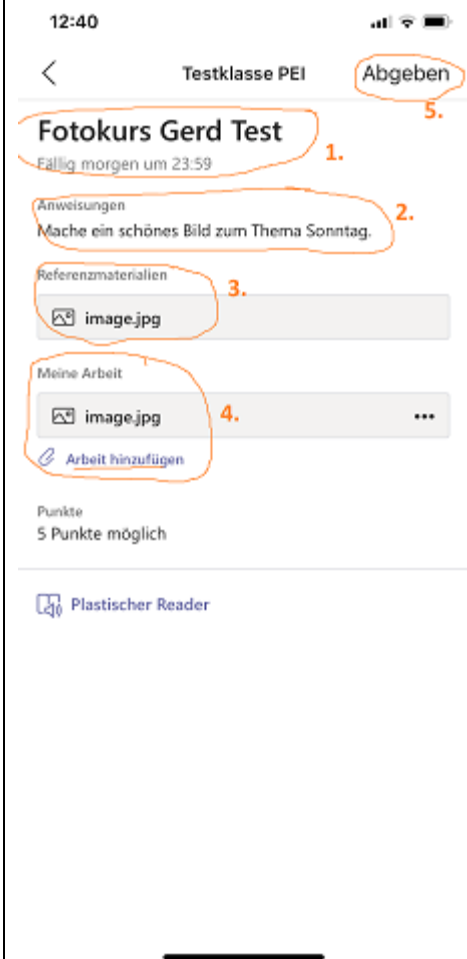 12:40
Testklasse PEI
Abgeben
5.
Fotokurs Gerd Test
1.
Fällig morgen um 23:59
Anweisungen
2.
Mache ein schönes Bild zum Thema Sonntag.
Referenzmaterialien
3.
image.jpg
Meine Arbeit
image.jpg
4.
Arbeit hinzufügen
Punkte
5 Punkte möglich
Plastischer Reader